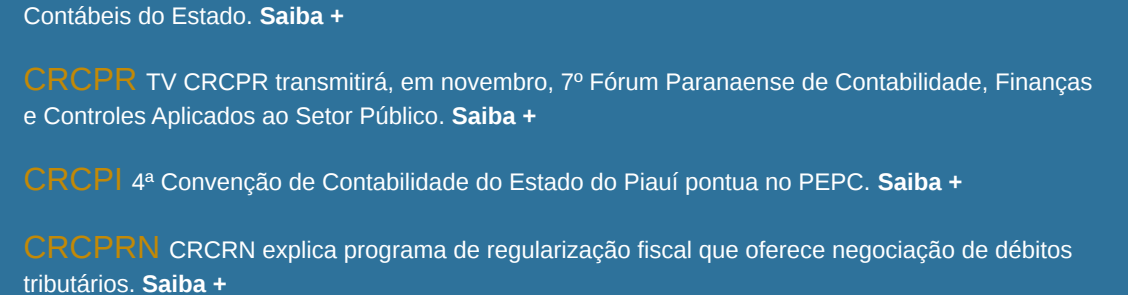 Contábeis do Estado. Saiba +
CRCPR TV CRCPR transmitirá, em novembro, 7º Fórum Paranaense de Contabilidade, Finanças
e Controles Aplicados ao Setor Público. Saiba +
CRCPI 4ª Convenção de Contabilidade do Estado do Piauí pontua no PEPC. Saiba +
CRCPRN CRCRN explica programa de regularização fiscal que oferece negociação de débitos
tributários. Saiba +